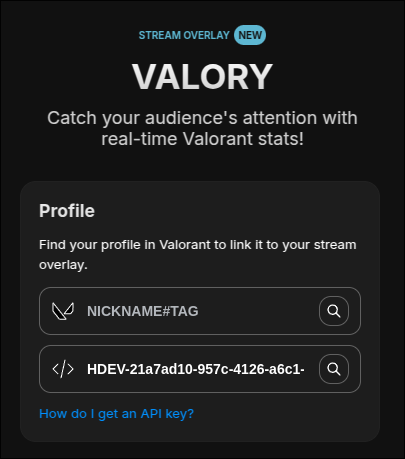 STREAM OVERLAY NEW
VALORY
Catch your audience's attention with
real-time Valorant stats!
Profile
Find your profile in Valorant to link it to your stream
overlay.
NICKNAME#TAG
HDEV-21a7ad10-957c-4126-a6c1-
How do I get an API key?